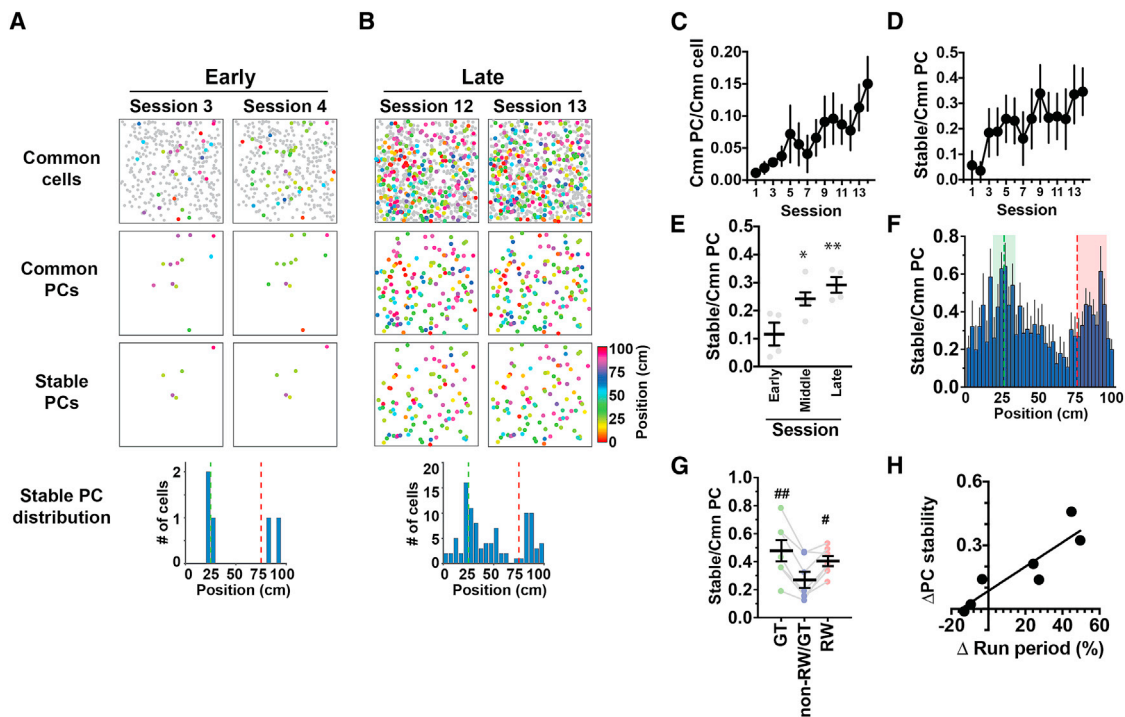 A
Early
Session 3
Session 4
Common
cells
Common
PCs
Stable
PCs
Stable PC
distribution
# of cells
2
1
0
0 25 50 75 100
Position (cm)
B
Late
Session 12
Session 13
100
75
50
25
0
Position (cm)
# of cells
20
15
10
5
0
0 25 50 75 100
Position (cm)
C
Cmn PC/Cmn cell
0.20
0.15
0.10
0.05
0.00
1 3 5 7 9 11 13
Session
D
Stable/Cmn PC
0.5
0.4
0.3
0.2
0.1
0.0
1 3 5 7 9 11 13
Session
E
Stable/Cmn PC
0.5
0.4
0.3
0.2
0.1
0
*
**
Early
Middle
Late
Session
F
Stable/Cmn PC
0.8
0.6
0.4
0.2
0.0
0 25 50 75 100
Position (cm)
G
Stable/Cmn PC
1.0
0.8
0.6
0.4
0.2
0.0
##
#
GT
non-RW/GT
RW
H
ΔPC stability
0.6
0.3
-20 20 40 60
Δ Run period (%)